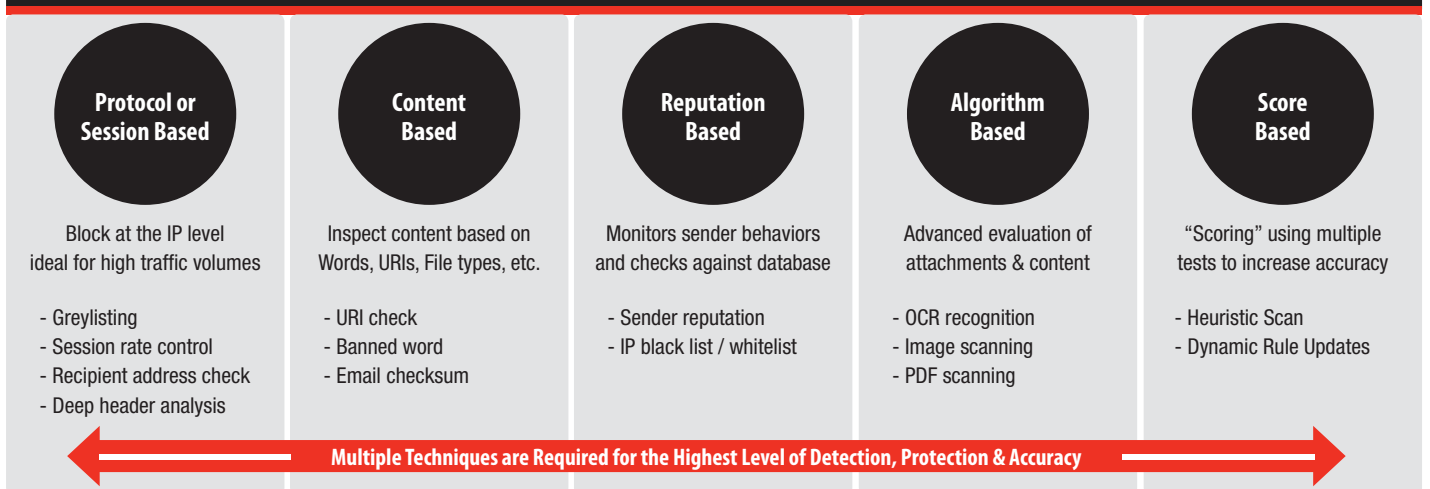 Protocol or
Session Based
Block at the IP level
ideal for high traffic volumes
- Greylisting
- Session rate control
- Recipient address check
- Deep header analysis
Content
Based
Inspect content based on
Words, URIs, File types, etc.
- URI check
- Banned word
- Email checksum
Reputation
Based
Monitors sender behaviors
and checks against database
- Sender reputation
- IP black list / whitelist
Algorithm
Based
Advanced evaluation of
attachments & content
- OCR recognition
- Image scanning
- PDF scanning
Score
Based
“Scoring” using multiple
tests to increase accuracy
- Heuristic Scan
- Dynamic Rule Updates
Multiple Techniques are Required for the Highest Level of Detection, Protection & Accuracy